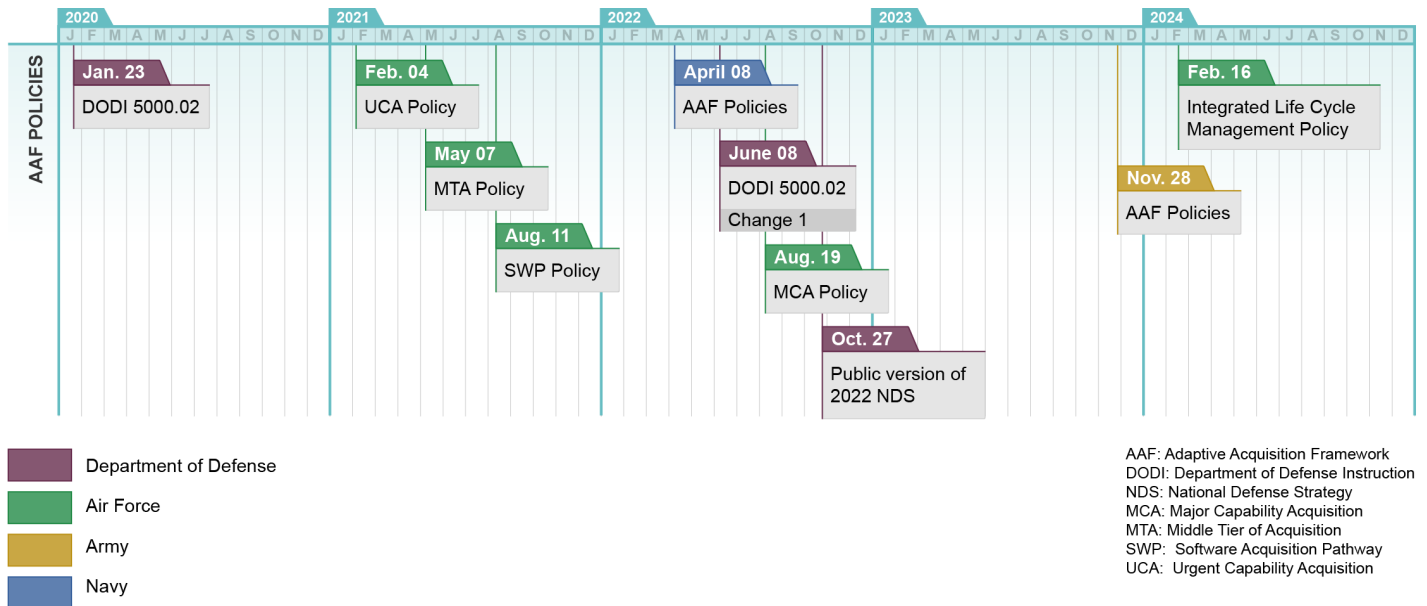 2020 2021 2022 2023 2024
J F M A M J J A S O N D J F M A M J J A S O N D J F M A M J J A S O N D J F M A M J J A S O N D J F M A M J J A S O N D
AAF POLICIES
Jan. 23
DODI 5000.02
Feb. 04
UCA Policy
May 07
MTA Policy
Aug. 11
SWP Policy
April 08
AAF Policies
June 08
DODI 5000.02
Change 1
Aug. 19
MCA Policy
Oct. 27
Public version of
2022 NDS
Nov. 28
AAF Policies
Feb. 16
Integrated Life Cycle
Management Policy
Department of Defense
Air Force
Army
Navy
AAF: Adaptive Acquisition Framework
DODI: Department of Defense Instruction
NDS: National Defense Strategy
MCA: Major Capability Acquisition
MTA: Middle Tier of Acquisition
SWP: Software Acquisition Pathway
UCA: Urgent Capability Acquisition